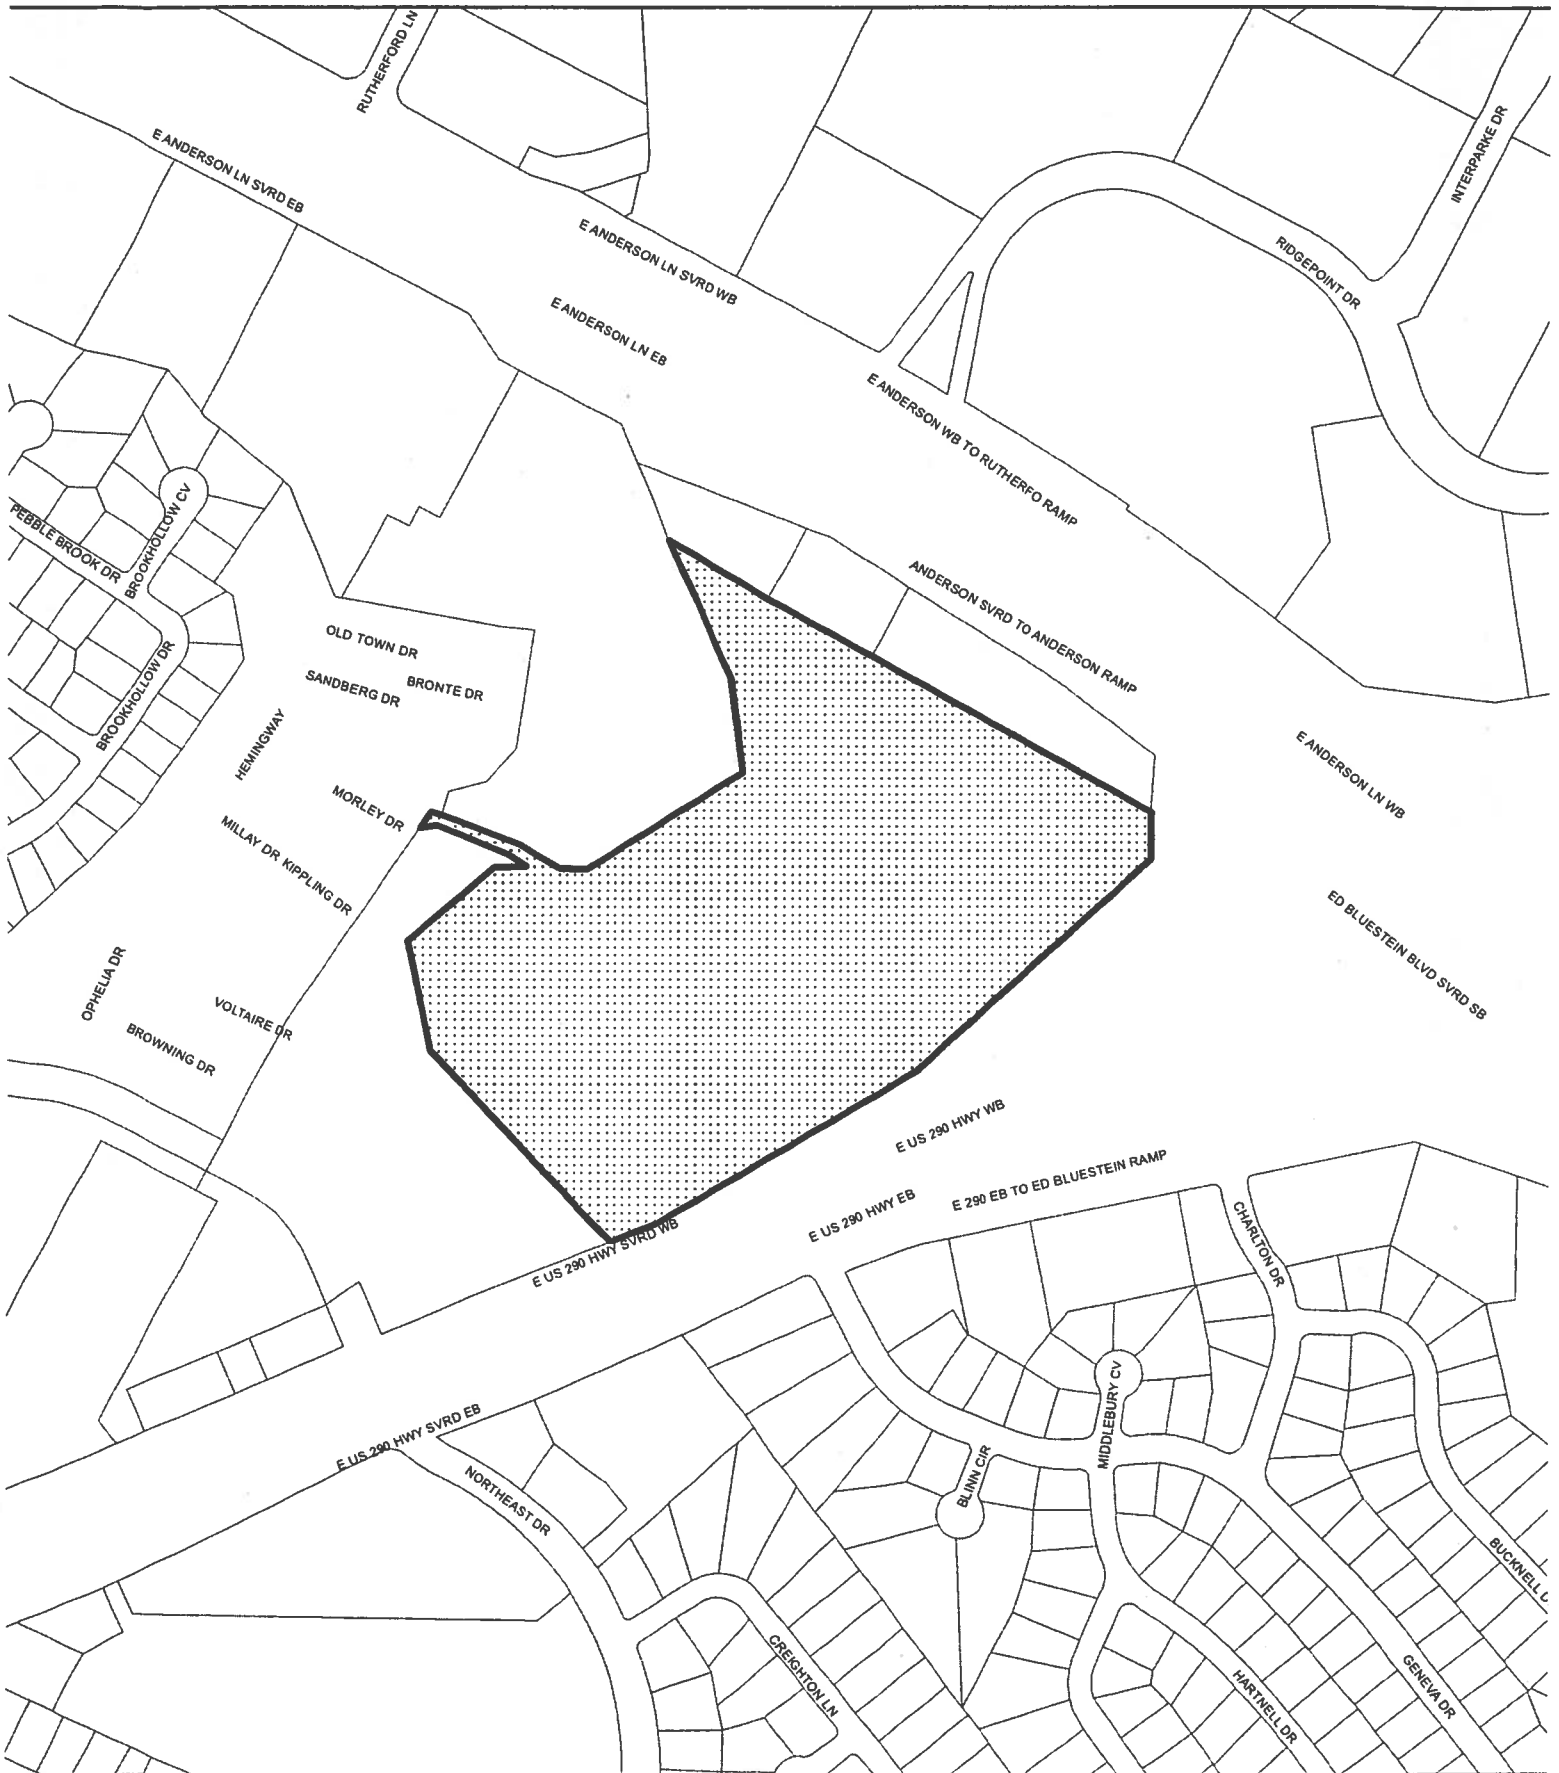 RUTHERFORD LN
E ANDERSON LN SVRD EB
INTERPARKE DR
E ANDERSON LN SVRD WB
RIDGEPOINT DR
E ANDERSON LN EB
E ANDERSON WB TO RUTHERFO RAMP
BROOKHOLLOW CV
PEBBLE BROOK DR
ANDERSON SVRD TO ANDERSON RAMP
OLD TOWN DR
SANDBERG DR
BRONTE DR
BROOKHOLLOW DR
HEMINGWAY
E ANDERSON LN WB
MORLEY DR
MILLAY DR
KIPPLING DR
ED BLUESTEIN BLVD SVRD SB
OPHELIA DR
VOLTAIRE DR
BROWNING DR
E US 290 HWY WB
E 290 EB TO ED BLUESTEIN RAMP
E US 290 HWY EB
E US 290 HWY SVRD WB
CHARLTON DR
MIDDLEBURY CV
E US 290 HWY SVRD EB
BLINN CIR
NORTHEAST DR
BUCKNELL D
CREIGHTON LN
HARTNELL DR
GENEVA DR